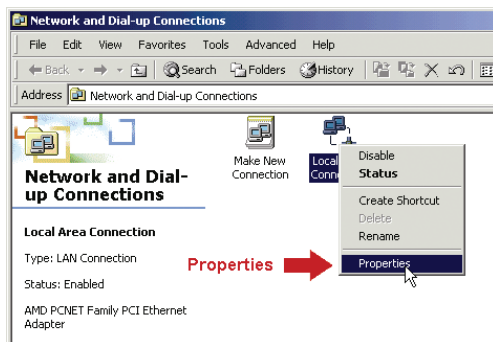 Network and Dial-up Connections
File Edit View Favorites Tools Advanced Help
Back Search Folders History
Address Network and Dial-up Connections
Network and Dial-
up Connections
Local Area Connection
Type: LAN Connection
Status: Enabled
AMD PCNET Family PCI Ethernet
Adapter
Make New
Connection
Local
Conn
Disable
Status
Create Shortcut
Delete
Rename
Properties
Properties